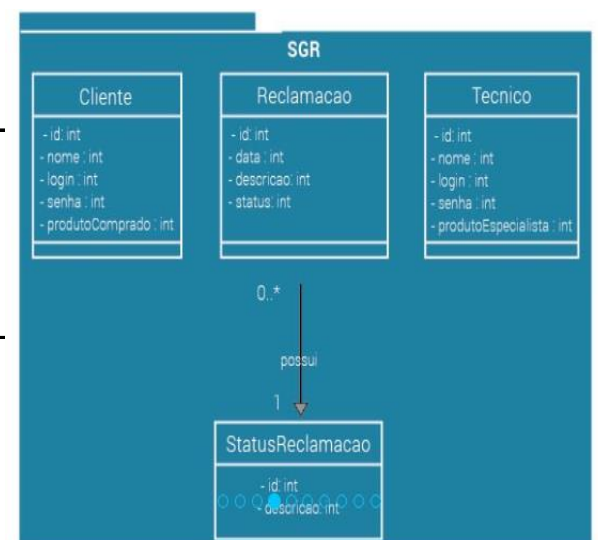 SGR
Cliente
- id: int
- nome : int
- login : int
- senha : int
- produtoComprado : int
Reclamacao
- id: int
- data : int
- descricao: int
- status: int
Tecnico
- id: int
- nome : int
- login : int
- senha : int
- produtoEspecialista : int
0..*
possui
1
StatusReclamacao
- id: int
- descricao: int